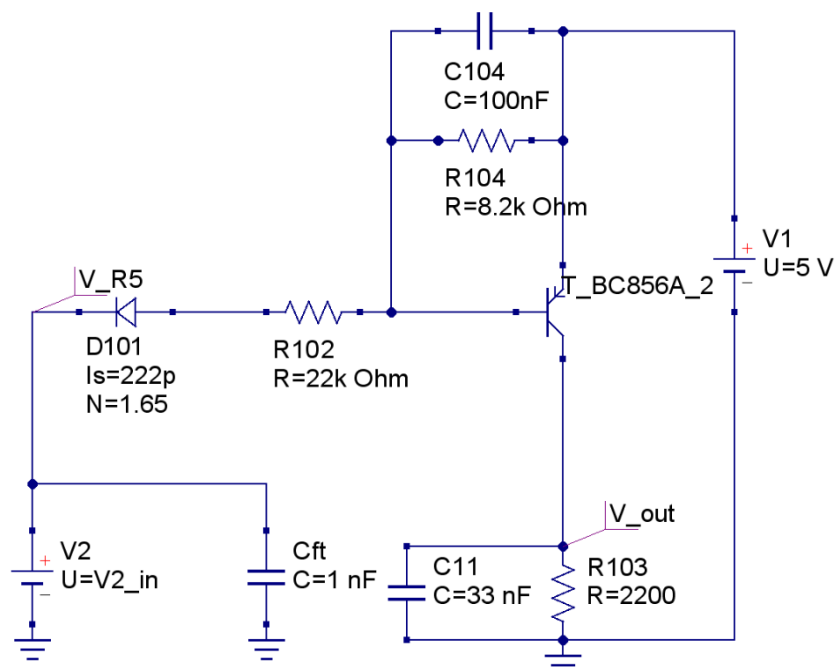 C104
C=100nF
R104
R=8.2k Ohm
V1
U=5 V
T_BC856A_2
V_R5
D101
Is=222p
N=1.65
R102
R=22k Ohm
V_out
V2
U=V2_in
Cft
C=1 nF
C11
C=33 nF
R103
R=2200